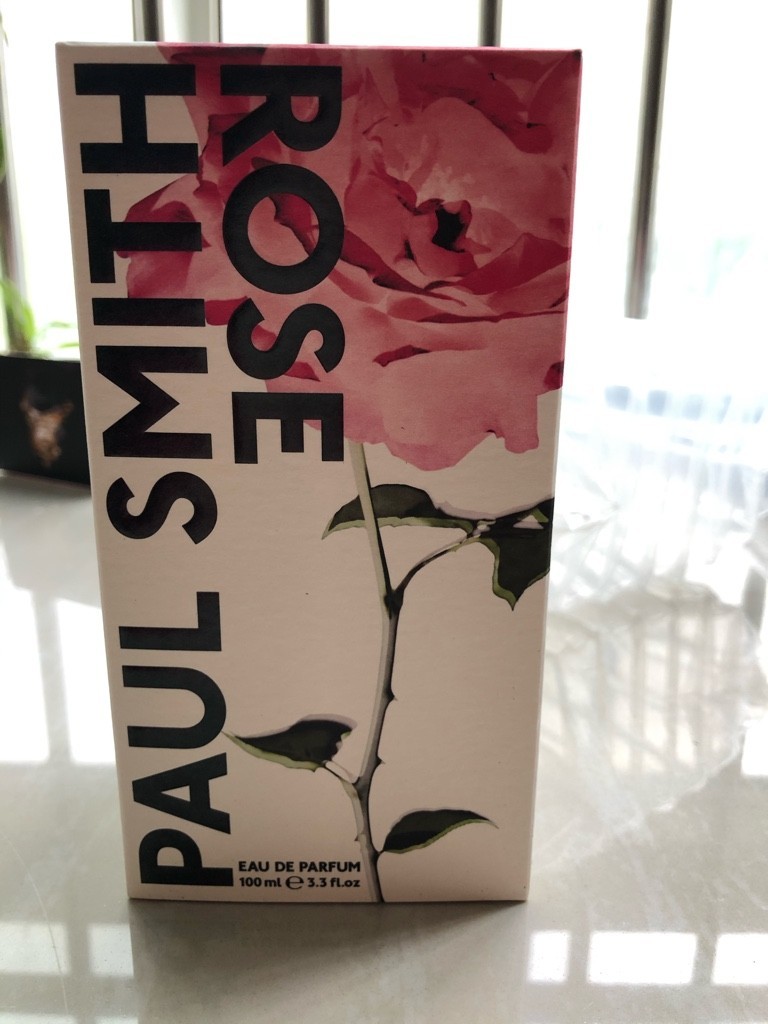 PAUL SMITH
ROSE
EAU DE PARFUM
100 ml ℮ 3.3 fl.oz